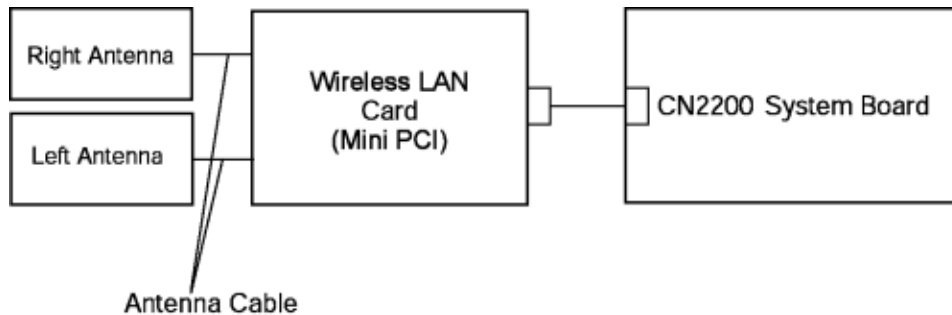 Right Antenna
Left Antenna
Wireless LAN
Card
(Mini PCI)
CN2200 System Board
Antenna Cable